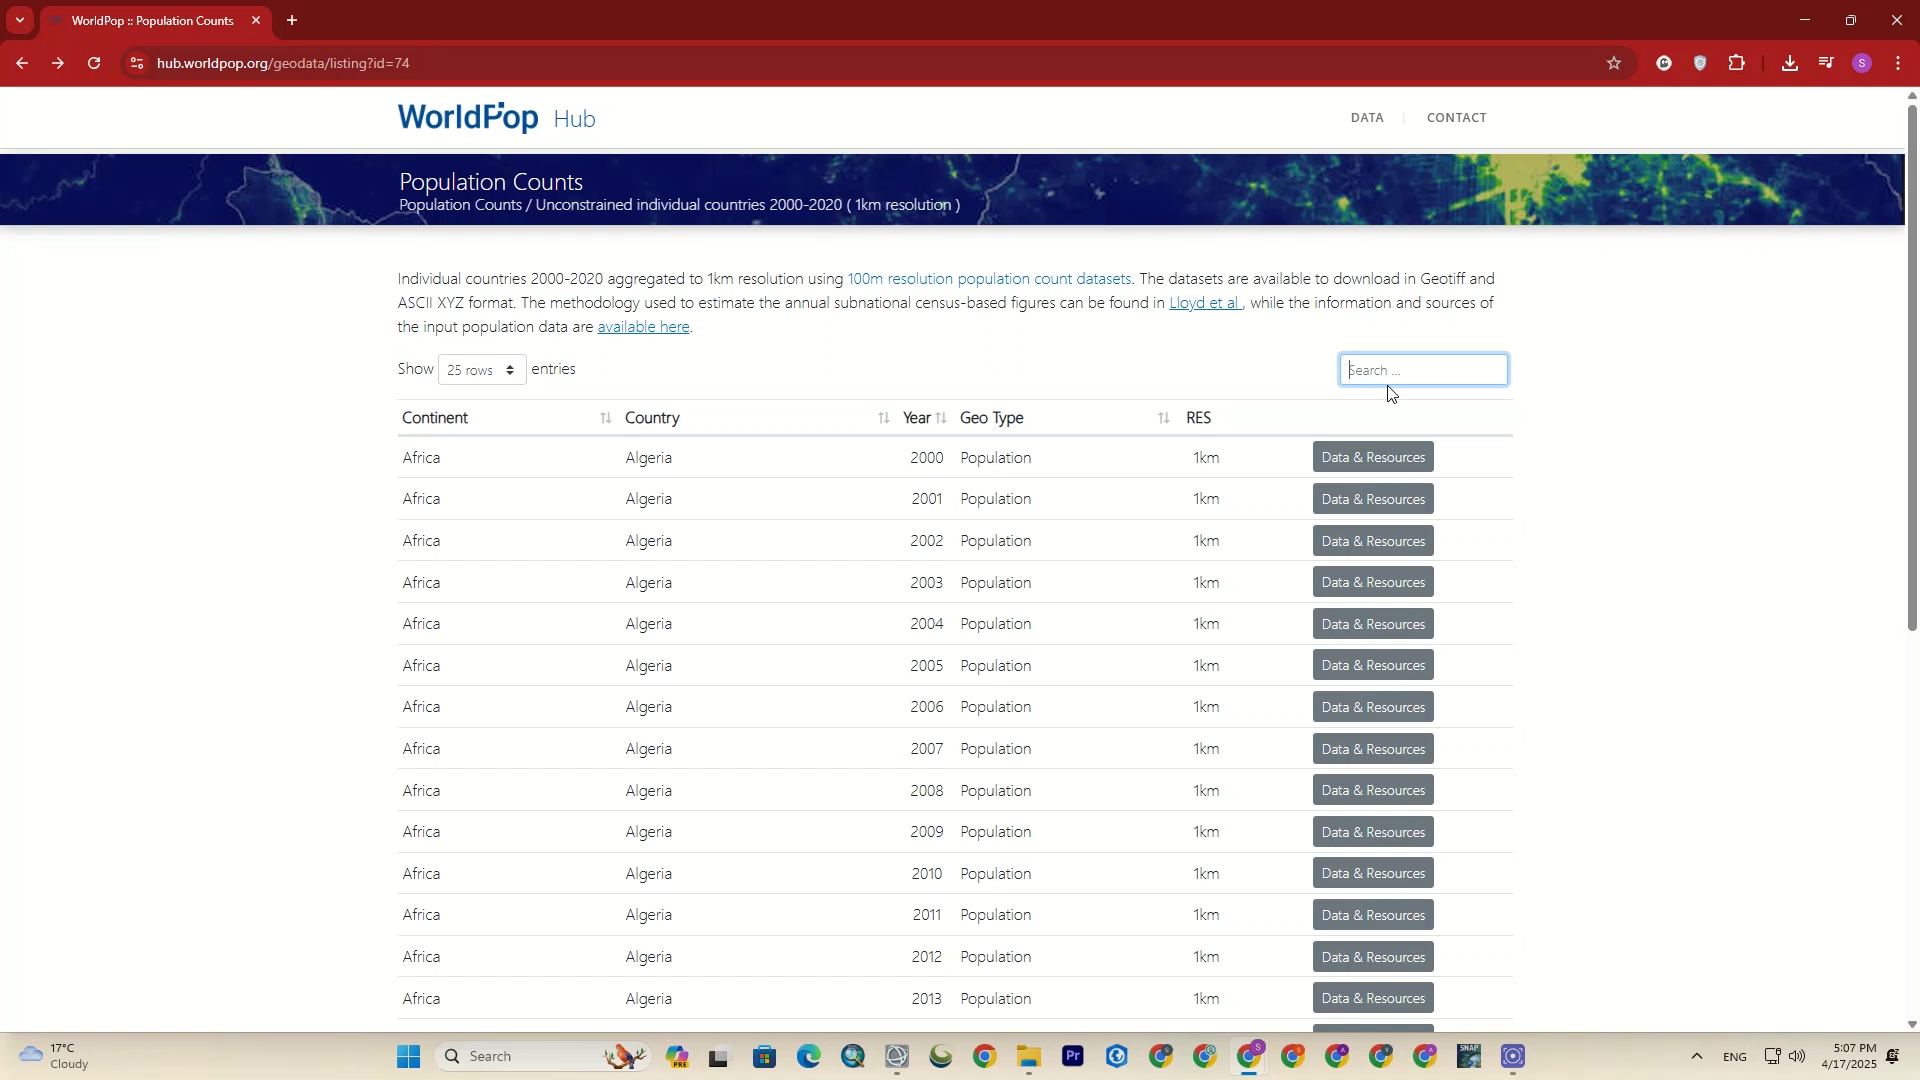 WorldPop :: Population Counts
hub.worldpop.org/geodata/listing?id=74
S
WorldPop Hub
DATA
CONTACT
Population Counts
Population Counts / Unconstrained individual countries 2000-2020 ( 1km resolution )
Individual countries 2000-2020 aggregated to 1km resolution using 100m resolution population count datasets. The datasets are available to download in Geotiff and
ASCII XYZ format. The methodology used to estimate the annual subnational census-based figures can be found in Lloyd et al., while the information and sources of
the input population data are available here.
Show 25 rows entries
Search ...
Continent Country Year Geo Type RES
Africa Algeria 2000 Population 1km Data & Resources
Africa Algeria 2001 Population 1km Data & Resources
Africa Algeria 2002 Population 1km Data & Resources
Africa Algeria 2003 Population 1km Data & Resources
Africa Algeria 2004 Population 1km Data & Resources
Africa Algeria 2005 Population 1km Data & Resources
Africa Algeria 2006 Population 1km Data & Resources
Africa Algeria 2007 Population 1km Data & Resources
Africa Algeria 2008 Population 1km Data & Resources
Africa Algeria 2009 Population 1km Data & Resources
Africa Algeria 2010 Population 1km Data & Resources
Africa Algeria 2011 Population 1km Data & Resources
Africa Algeria 2012 Population 1km Data & Resources
Africa Algeria 2013 Population 1km Data & Resources
17°C
Cloudy
Search
PRE
Pr
SNAP
ENG
5:07 PM
4/17/2025